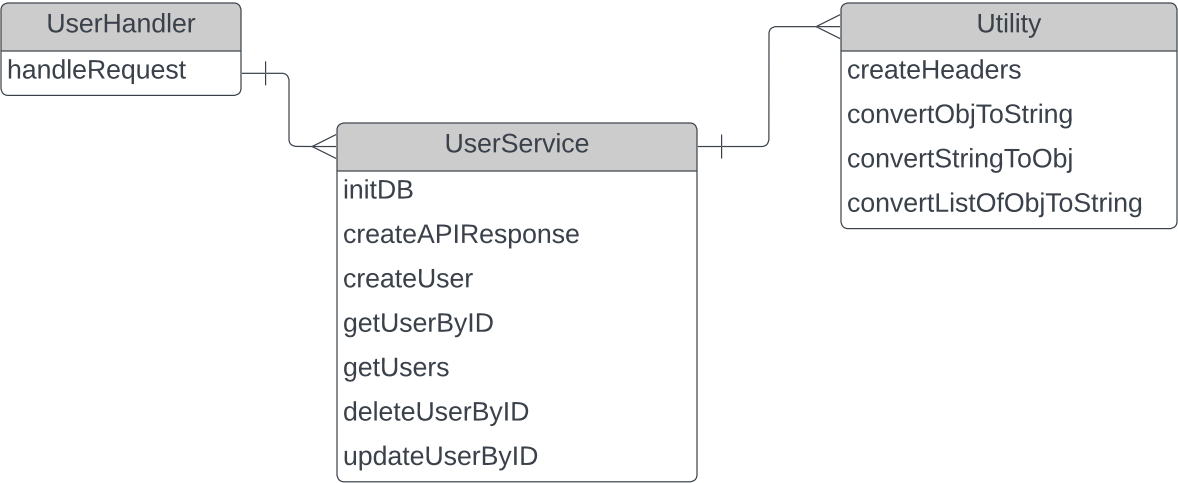 UserHandler
handleRequest
UserService
initDB
createAPIResponse
createUser
getUserByID
getUsers
deleteUserByID
updateUserByID
Utility
createHeaders
convertObjToString
convertStringToObj
convertListOfObjToString